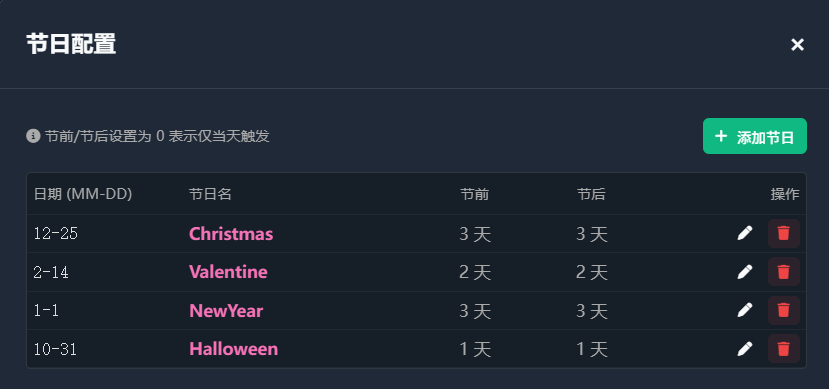 节日配置
节前/节后设置为 0 表示仅当天触发
添加节日
日期 (MM-DD) 节日名 节前 节后 操作
12-25 Christmas 3 天 3 天
2-14 Valentine 2 天 2 天
1-1 NewYear 3 天 3 天
10-31 Halloween 1 天 1 天